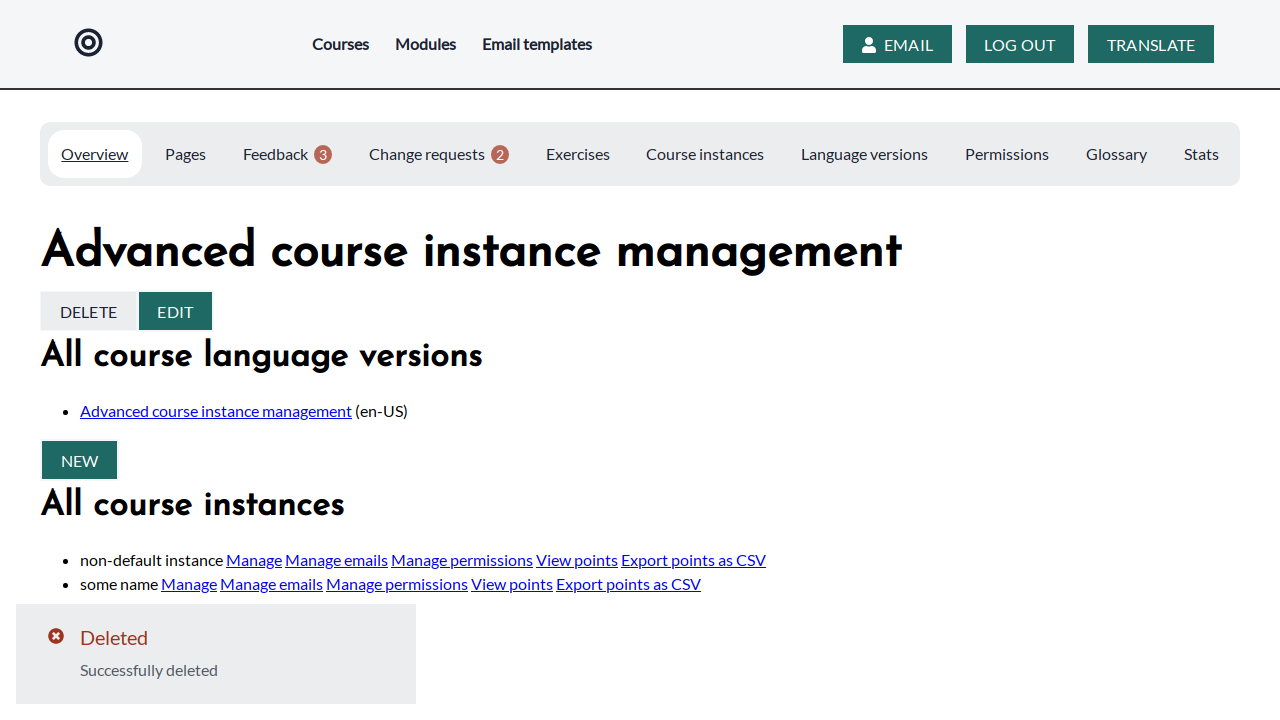 Courses Modules Email templates EMAIL LOG OUT TRANSLATE
Overview Pages Feedback 3 Change requests 2 Exercises Course instances Language versions Permissions Glossary Stats
Advanced course instance management
DELETE EDIT
All course language versions
Advanced course instance management (en-US)
NEW
All course instances
non-default instance Manage Manage emails Manage permissions View points Export points as CSV
some name Manage Manage emails Manage permissions View points Export points as CSV
Deleted
Successfully deleted